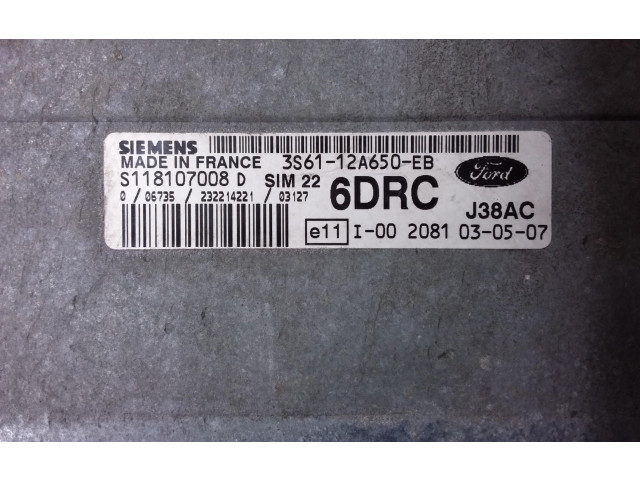 SIEMENS
MADE IN FRANCE 3S61-12A650-EB
S118107008 D SIM 22 6DRC Ford
0 / 06735 / 232214221 / 03127
J38AC
e11 I-00 2081 03-05-07